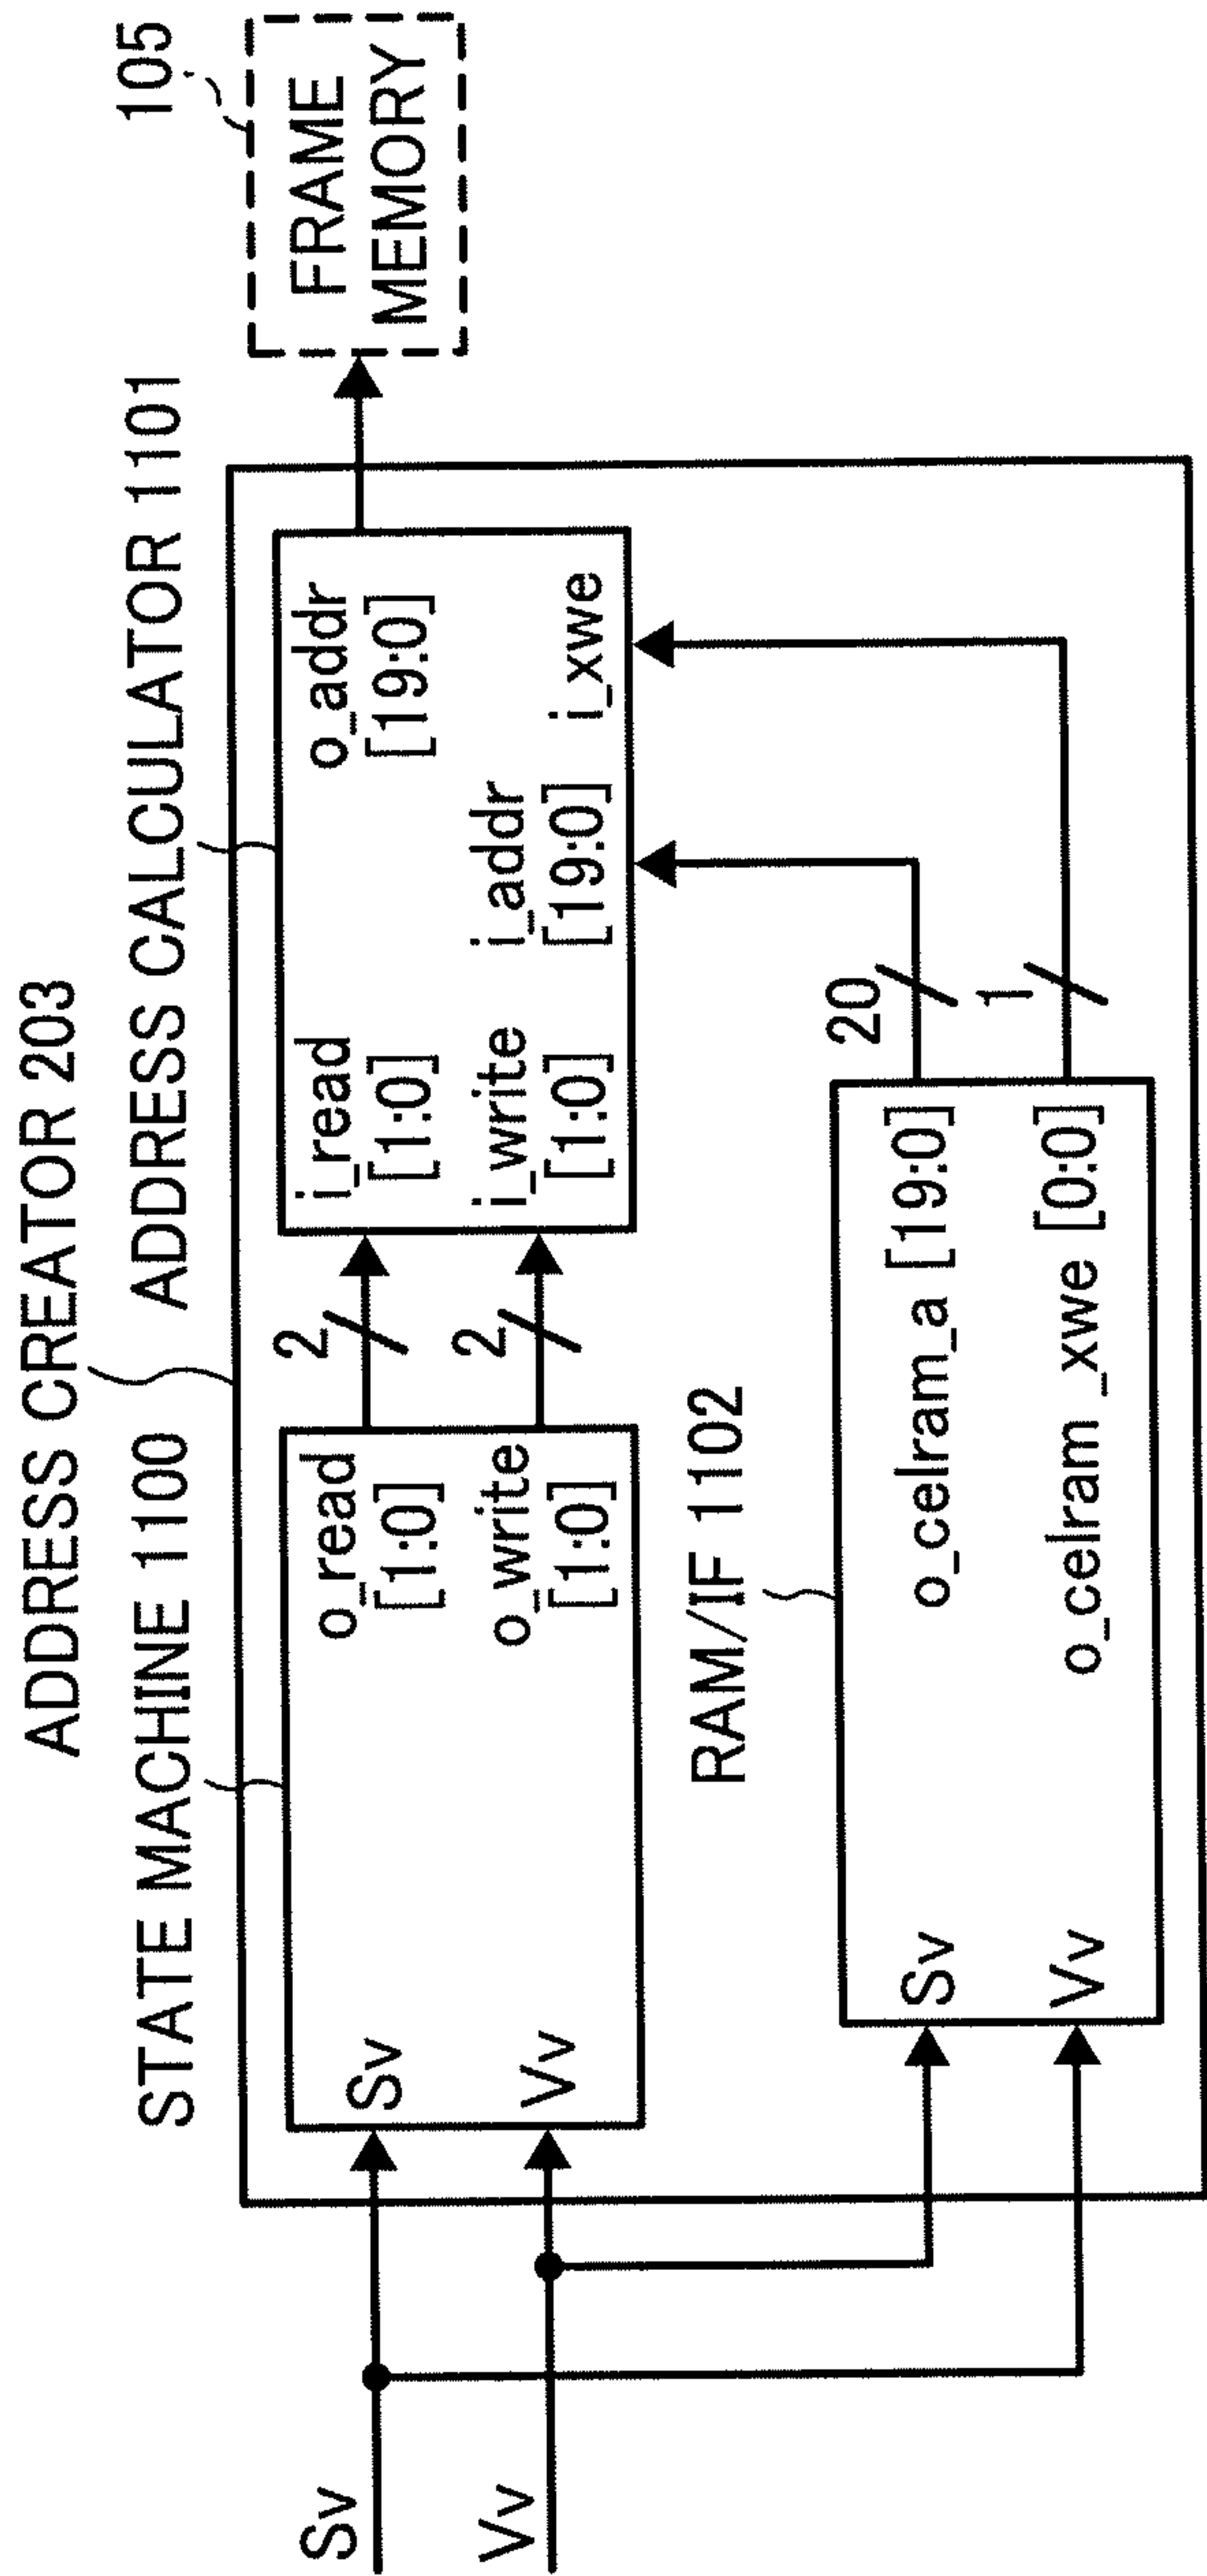 ADDRESS CREATOR 203
STATE MACHINE 1100
ADDRESS CALCULATOR 1101
105
FRAME
MEMORY
Sv
Vv
Sv
Vv
o_read
[1:0]
o_write
[1:0]
2
2
i_read
[1:0]
i_write
[1:0]
o_addr
[19:0]
i_addr
[19:0]
i_xwe
RAM/IF 1102
Sv
Vv
o_celram_a [19:0]
o_celram _xwe [0:0]
20
1